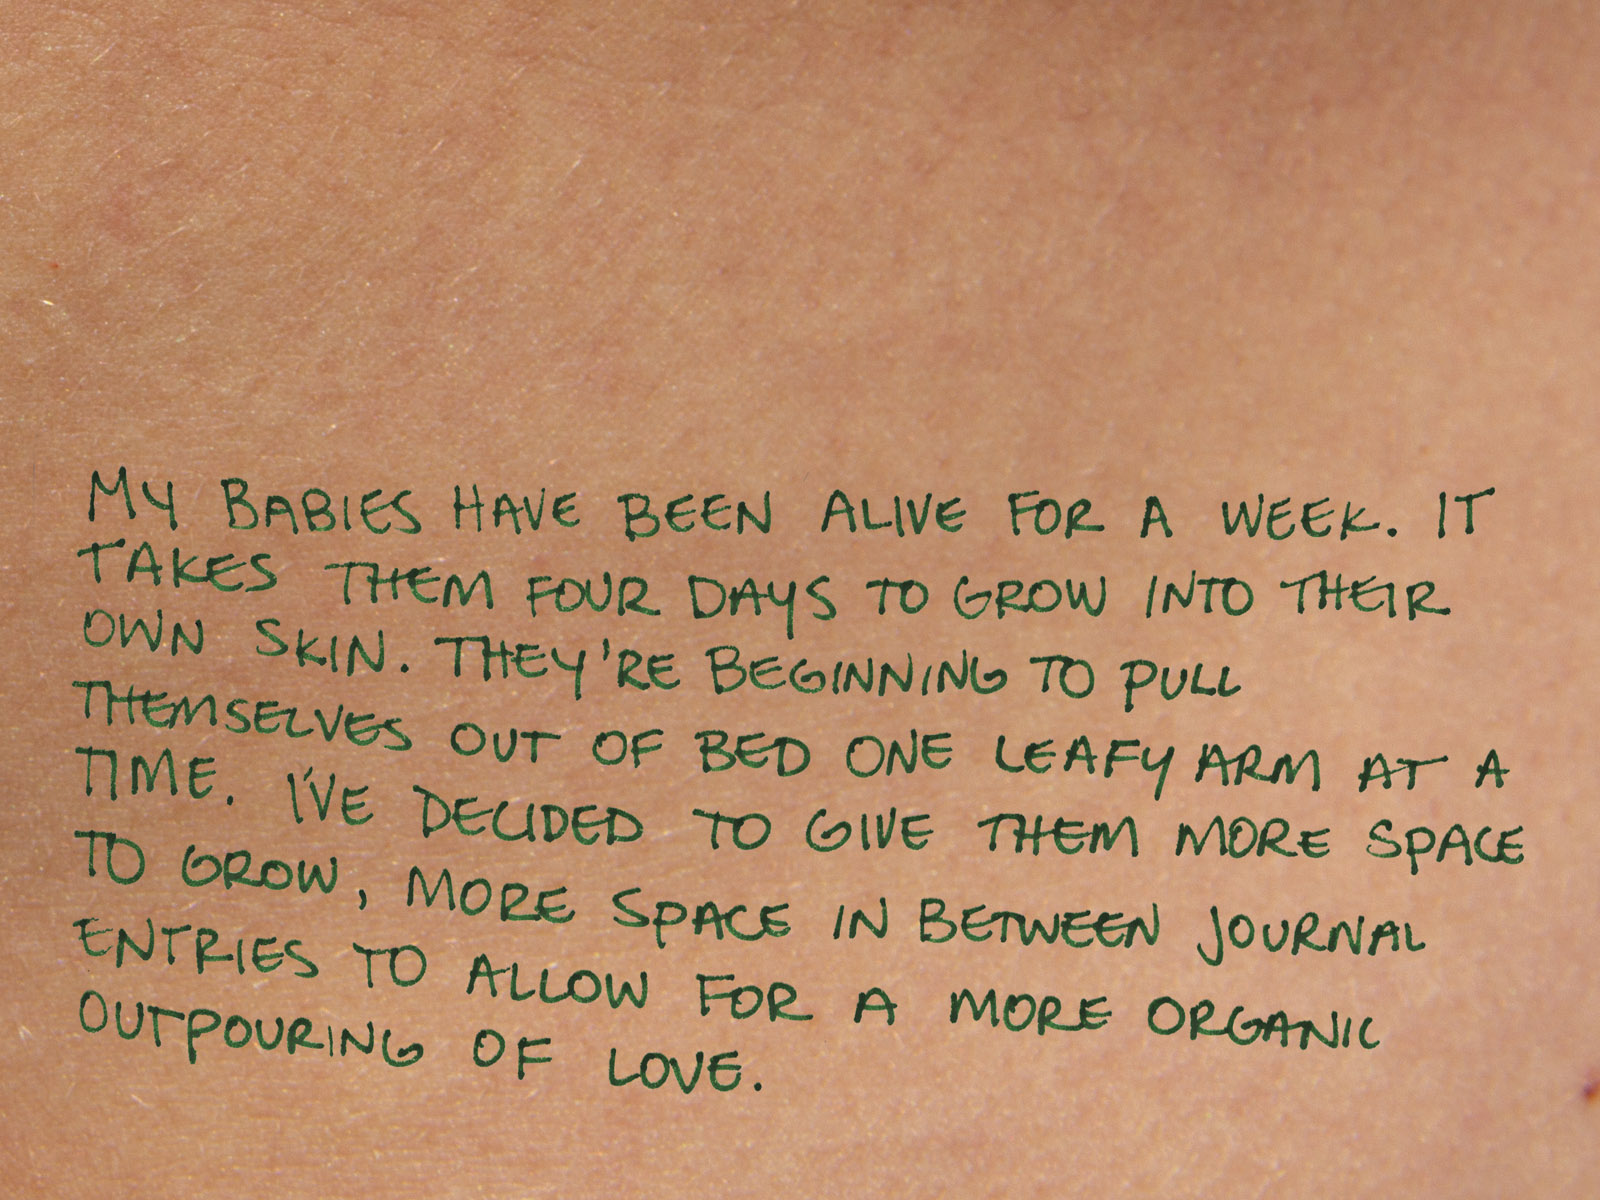 MY BABIES HAVE BEEN ALIVE FOR A WEEK. IT
TAKES THEM FOUR DAYS TO GROW INTO THEIR
OWN SKIN. THEY'RE BEGINNING TO PULL
THEMSELVES OUT OF BED ONE LEAFY ARM AT A
TIME. I'VE DECIDED TO GIVE THEM MORE SPACE
TO GROW, MORE SPACE IN BETWEEN JOURNAL
ENTRIES TO ALLOW FOR A MORE ORGANIC
OUTPOURING OF LOVE.